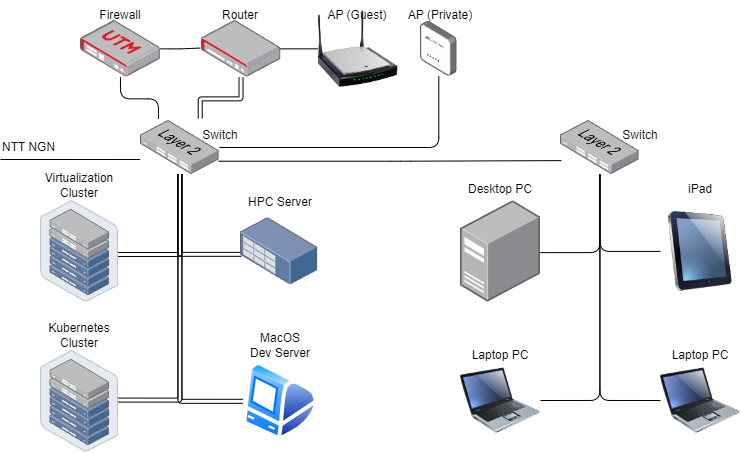 Firewall
Router
AP (Guest)
AP (Private)
UTM
Layer 2
Switch
Layer 2
Switch
NTT NGN
Virtualization
Cluster
HPC Server
Desktop PC
iPad
Kubernetes
Cluster
MacOS
Dev Server
Laptop PC
Laptop PC